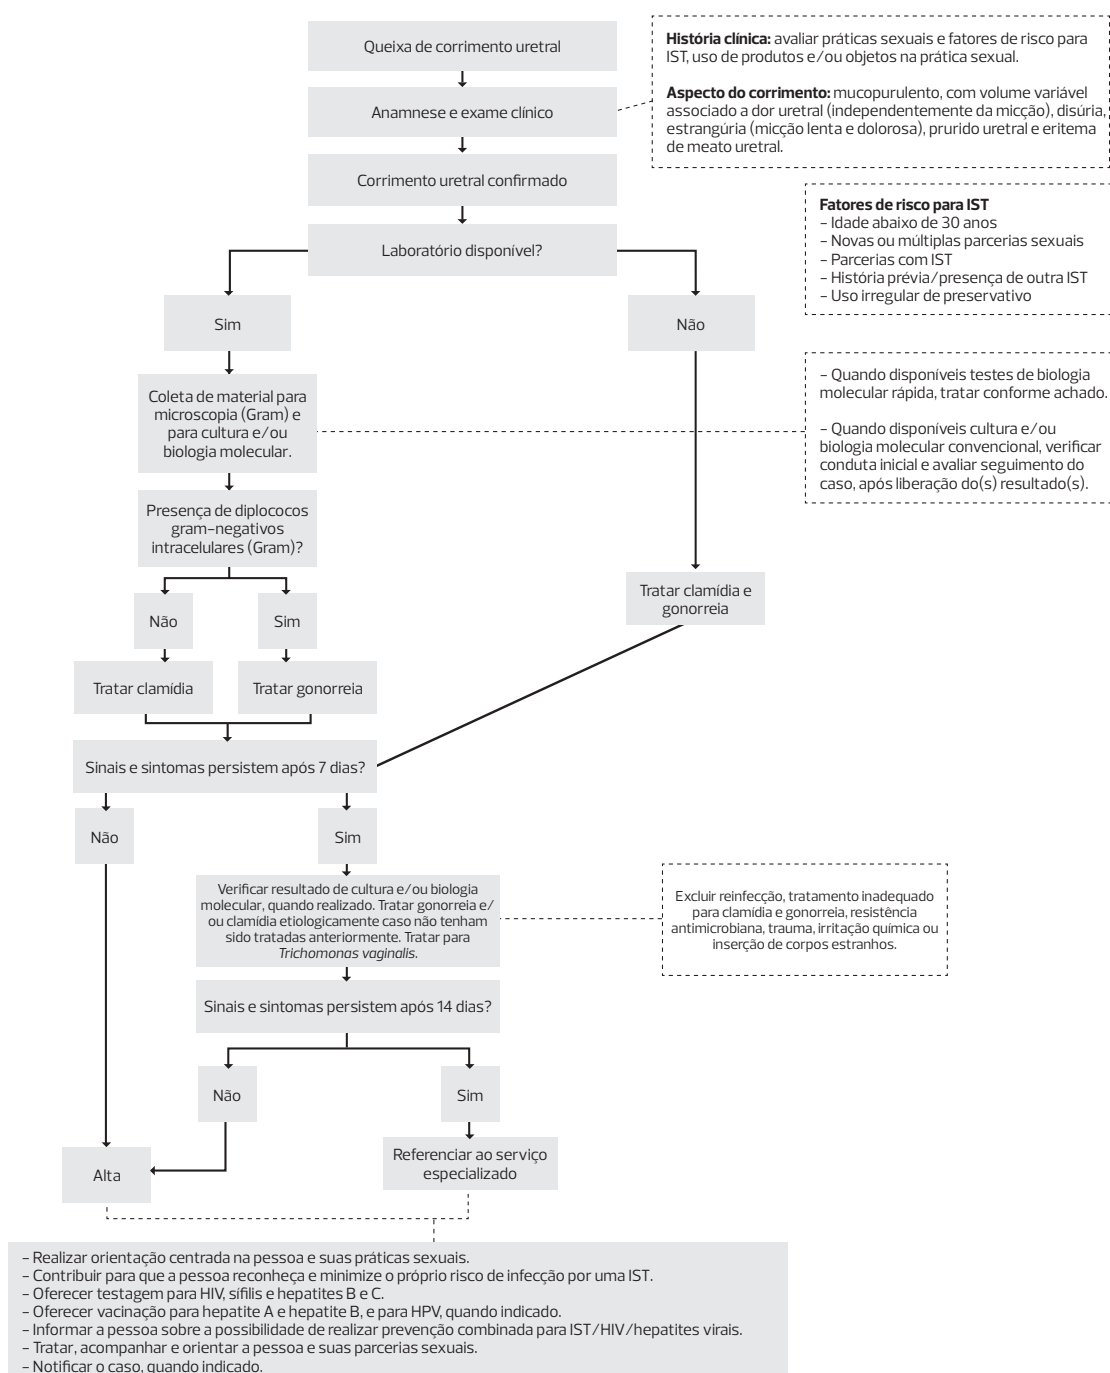 Queixa de corrimento uretral
Anamnese e exame clínico
História clínica: avaliar práticas sexuais e fatores de risco para
IST, uso de produtos e/ou objetos na prática sexual.
Aspecto do corrimento: mucopurulento, com volume variável
associado a dor uretral (independentemente da micção), disúria,
estrangúria (micção lenta e dolorosa), prurido uretral e eritema
de meato uretral.
Corrimento uretral confirmado
Laboratório disponível?
Fatores de risco para IST
– Idade abaixo de 30 anos
– Novas ou múltiplas parcerias sexuais
– Parcerias com IST
– História prévia/presença de outra IST
– Uso irregular de preservativo
Sim
Não
Coleta de material para
microscopia (Gram) e
para cultura e/ou
biologia molecular.
– Quando disponíveis testes de biologia
molecular rápida, tratar conforme achado.
– Quando disponíveis cultura e/ou
biologia molecular convencional, verificar
conduta inicial e avaliar seguimento do
caso, após liberação do(s) resultado(s).
Presença de diplococos
gram-negativos
intracelulares (Gram)?
Não
Sim
Tratar clamídia e
gonorreia
Tratar clamídia
Tratar gonorreia
Sinais e sintomas persistem após 7 dias?
Não
Sim
Verificar resultado de cultura e/ou biologia
molecular, quando realizado. Tratar gonorreia e/
ou clamídia etiologicamente caso não tenham
sido tratadas anteriormente. Tratar para
Trichomonas vaginalis.
Excluir reinfecção, tratamento inadequado
para clamídia e gonorreia, resistência
antimicrobiana, trauma, irritação química ou
inserção de corpos estranhos.
Sinais e sintomas persistem após 14 dias?
Não
Sim
Alta
Referenciar ao serviço
especializado
– Realizar orientação centrada na pessoa e suas práticas sexuais.
– Contribuir para que a pessoa reconheça e minimize o próprio risco de infecção por uma IST.
– Oferecer testagem para HIV, sífilis e hepatites B e C.
– Oferecer vacinação para hepatite A e hepatite B, e para HPV, quando indicado.
– Informar a pessoa sobre a possibilidade de realizar prevenção combinada para IST/HIV/hepatites virais.
– Tratar, acompanhar e orientar a pessoa e suas parcerias sexuais.
– Notificar o caso, quando indicado.